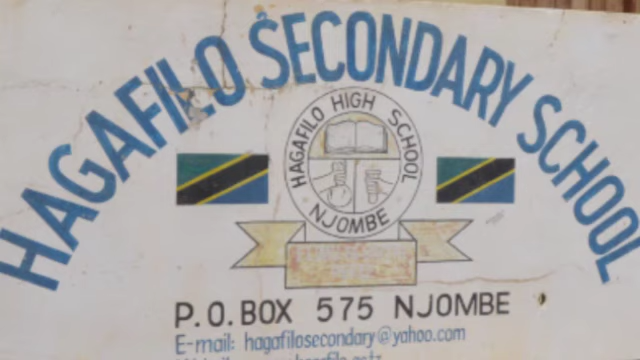 HAGAFILO SECONDARY SCHOOL
HAGAFILO HIGH SCHOOL
NJOMBE
P.O. BOX 575 NJOMBE
E-mail: hagafilosecondary@yahoo.com